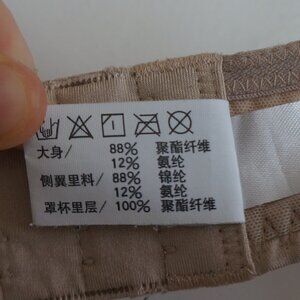 大身/ 88% 聚酯纤维
12% 氨纶
侧翼里料/ 88% 锦纶
12% 氨纶
罩杯里层/ 100% 聚酯纤维